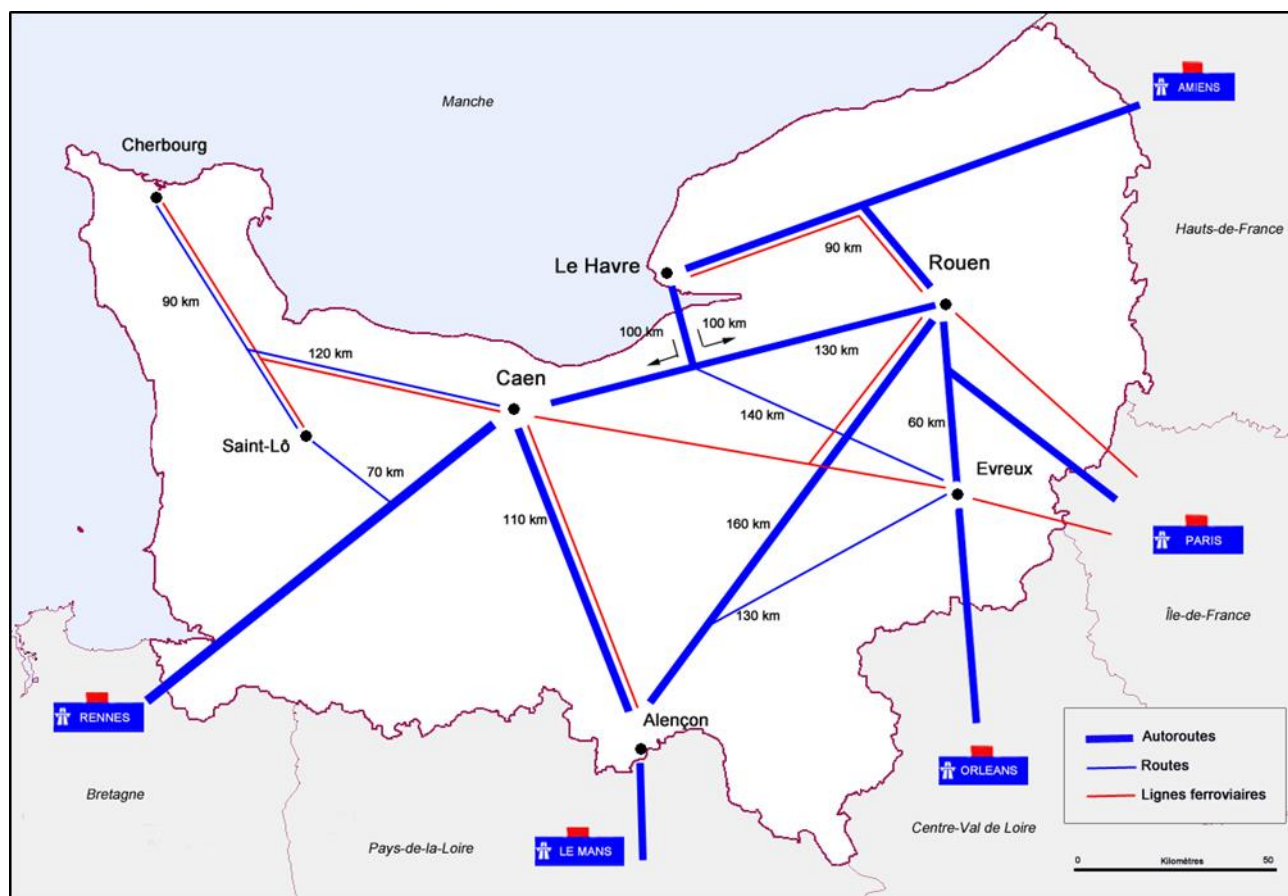 AMIENS
Manche
Cherbourg
Hauts-de-France
90 km
Le Havre
Rouen
90 km
100 km
100 km
120 km
130 km
Caen
140 km
60 km
Saint-Lô
70 km
Evreux
110 km
160 km
PARIS
130 km
Île-de-France
RENNES
Alençon
Autoroutes
Routes
Lignes ferroviaires
ORLEANS
Bretagne
Pays-de-la-Loire
LE MANS
Centre-Val de Loire
0 Kilomètres 50